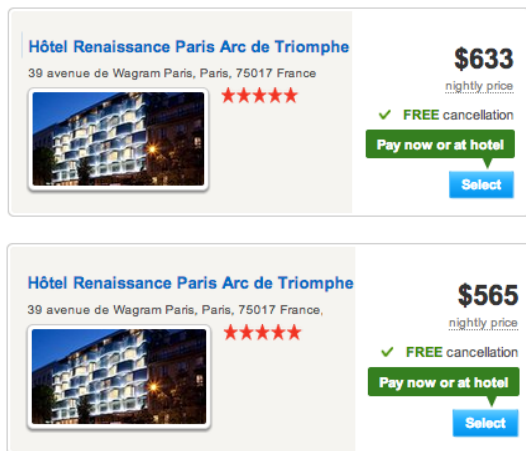 Hôtel Renaissance Paris Arc de Triomphe
39 avenue de Wagram Paris, Paris, 75017 France
$633
nightly price
FREE cancellation
Pay now or at hotel
Select
Hôtel Renaissance Paris Arc de Triomphe
39 avenue de Wagram Paris, Paris, 75017 France,
$565
nightly price
FREE cancellation
Pay now or at hotel
Select